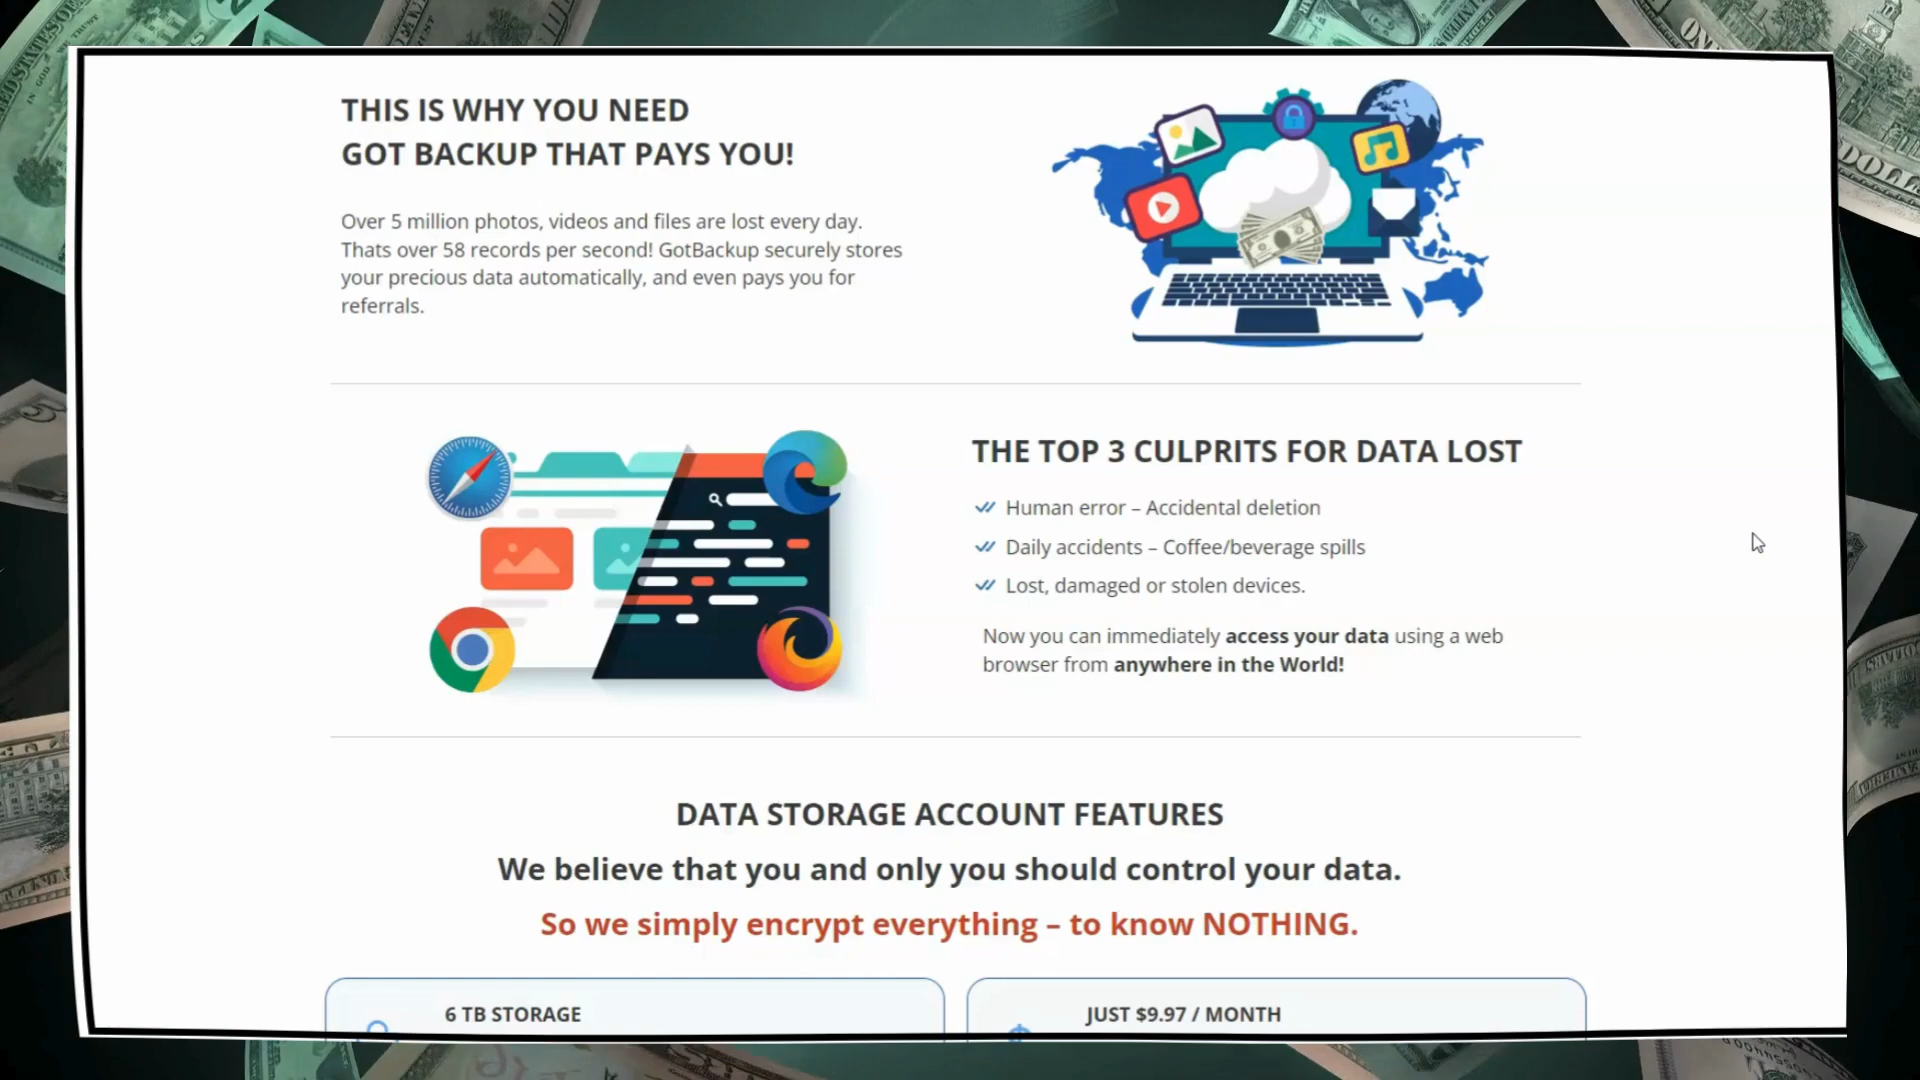 THIS IS WHY YOU NEED
GOT BACKUP THAT PAYS YOU!
Over 5 million photos, videos and files are lost every day.
Thats over 58 records per second! GotBackup securely stores
your precious data automatically, and even pays you for
referrals.
THE TOP 3 CULPRITS FOR DATA LOST
Human error – Accidental deletion
Daily accidents – Coffee/beverage spills
Lost, damaged or stolen devices.
Now you can immediately access your data using a web
browser from anywhere in the World!
DATA STORAGE ACCOUNT FEATURES
We believe that you and only you should control your data.
So we simply encrypt everything – to know NOTHING.
6 TB STORAGE
JUST $9.97 / MONTH